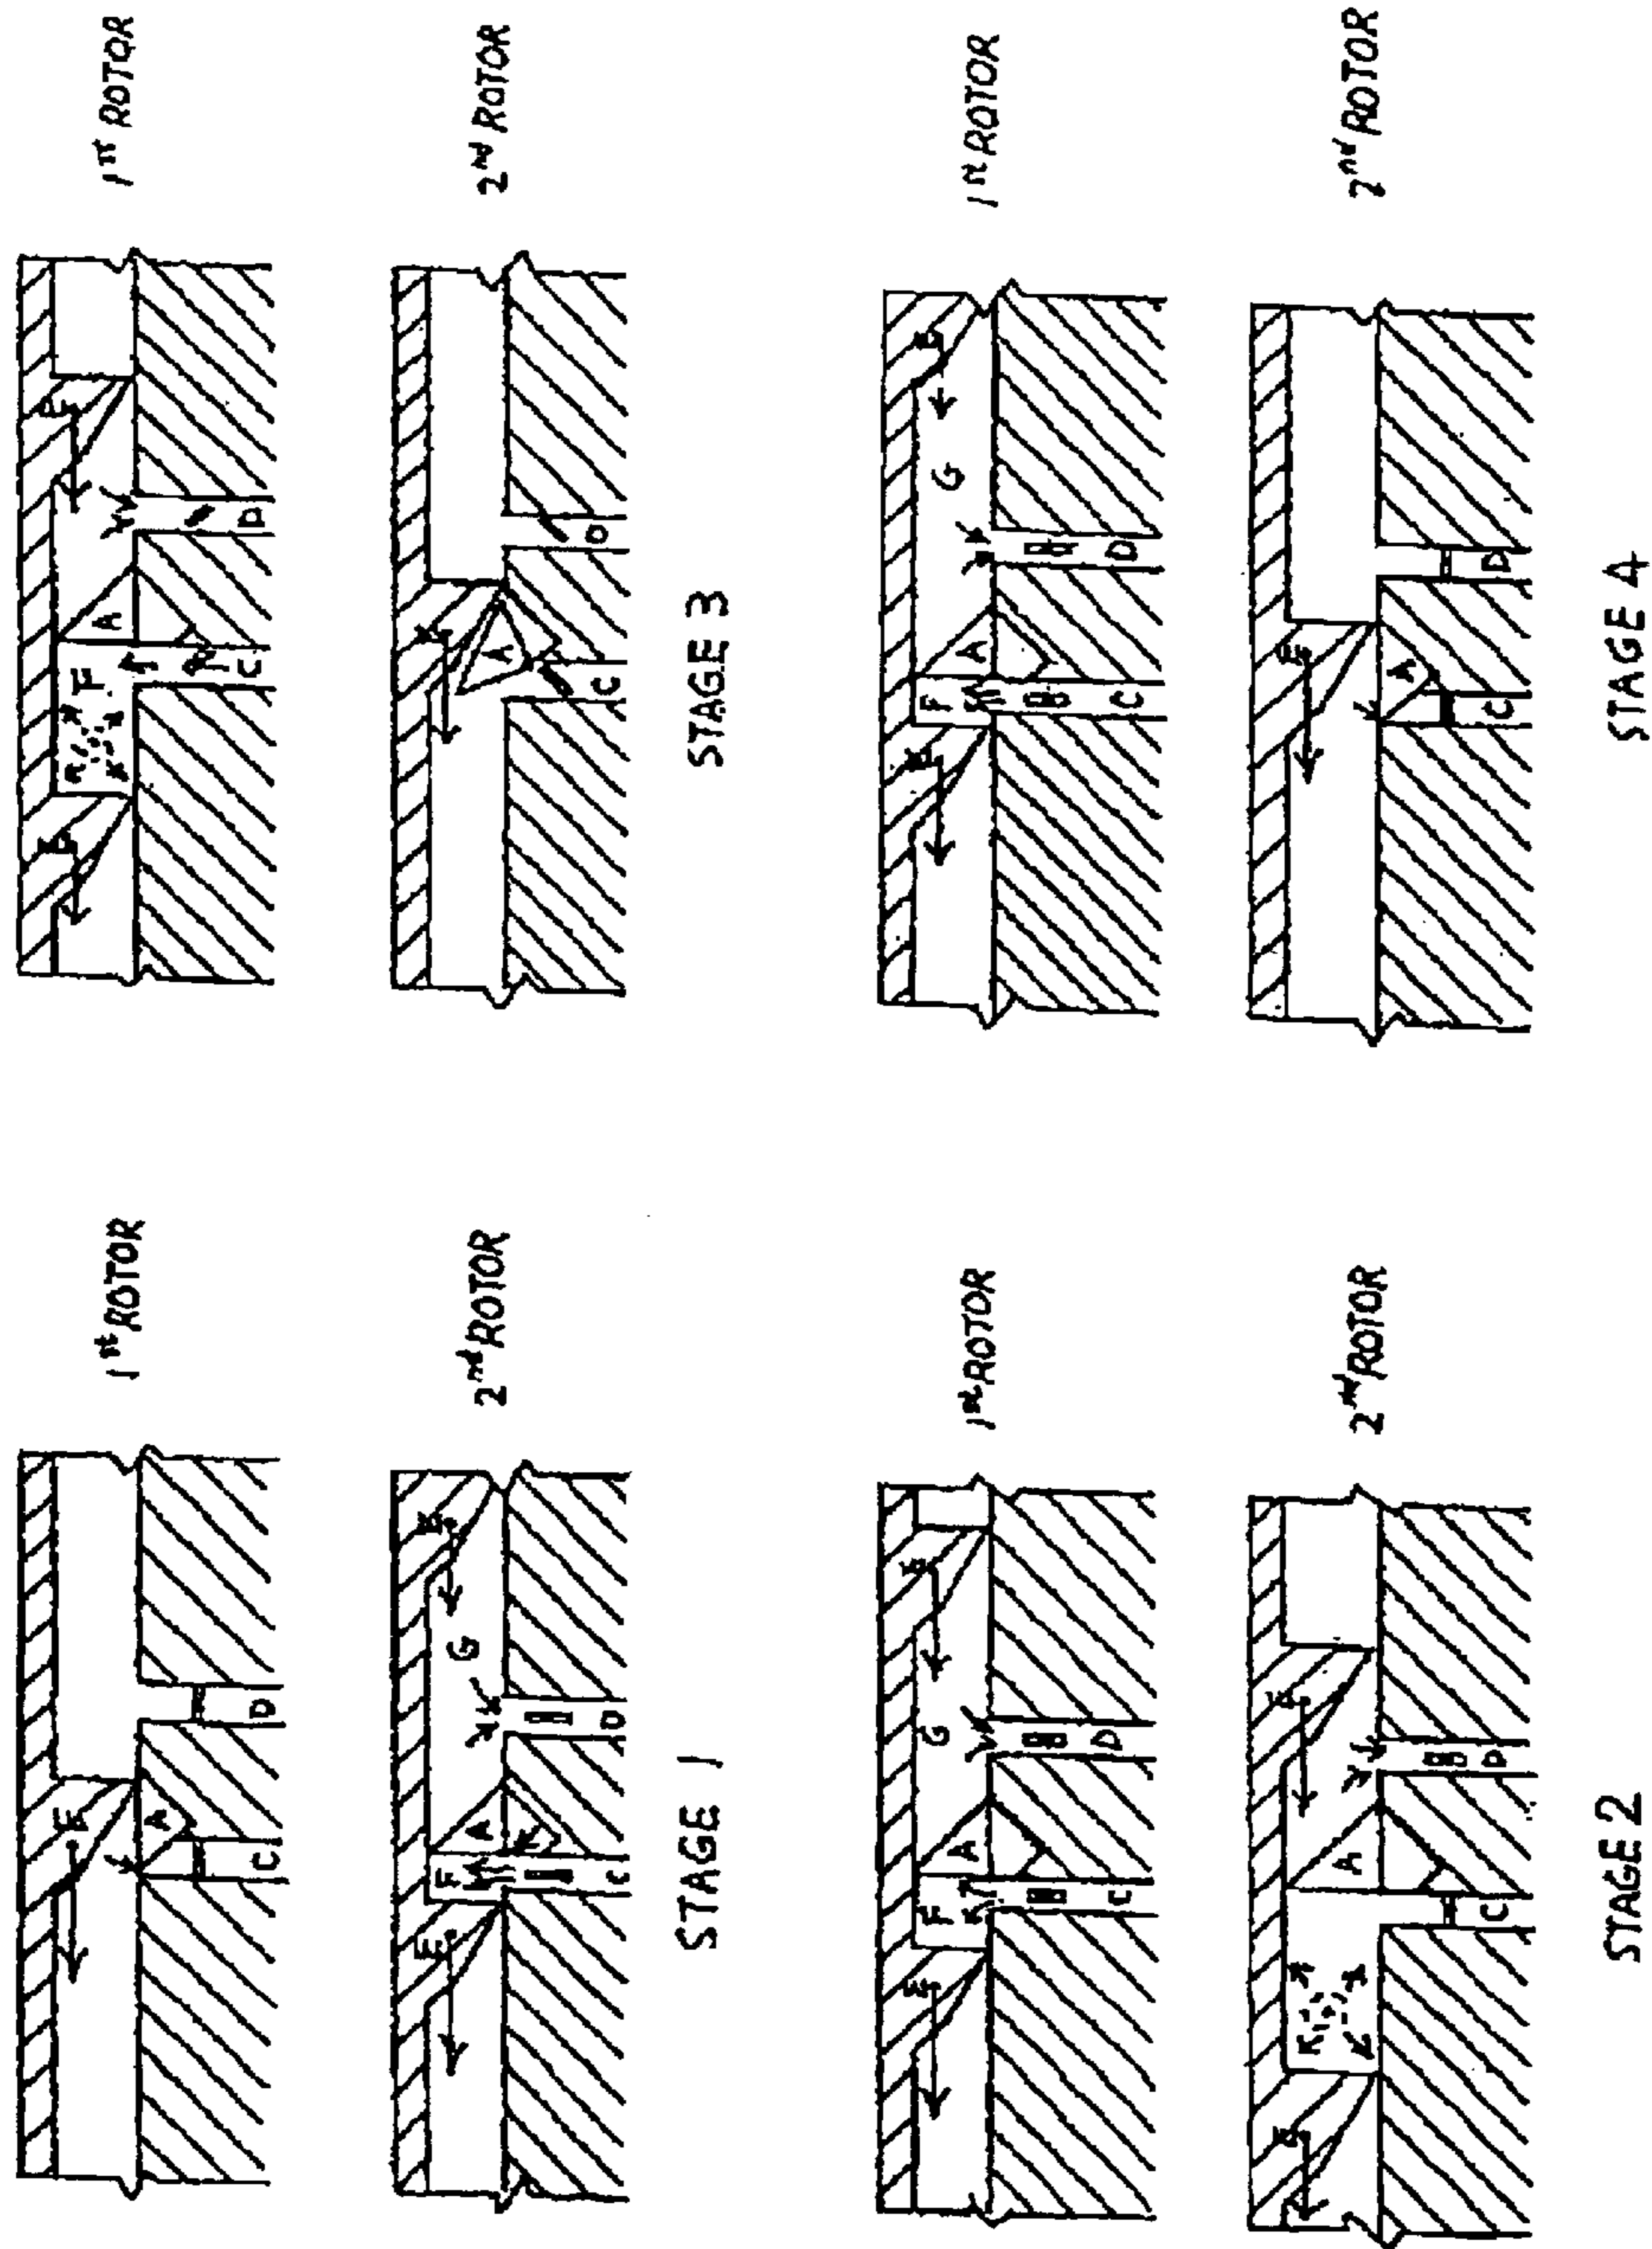 E
A
C D
1st ROTOR
E F A G E
C D
2nd ROTOR
STAGE 1
E F A E
C D
1st ROTOR
E
A
C D
2nd ROTOR
STAGE 3
E F A G E
C D
1st ROTOR
E A E
C D
2nd ROTOR
STAGE 2
E F A G E
C D
1st ROTOR
E
A
C D
2nd ROTOR
STAGE 4